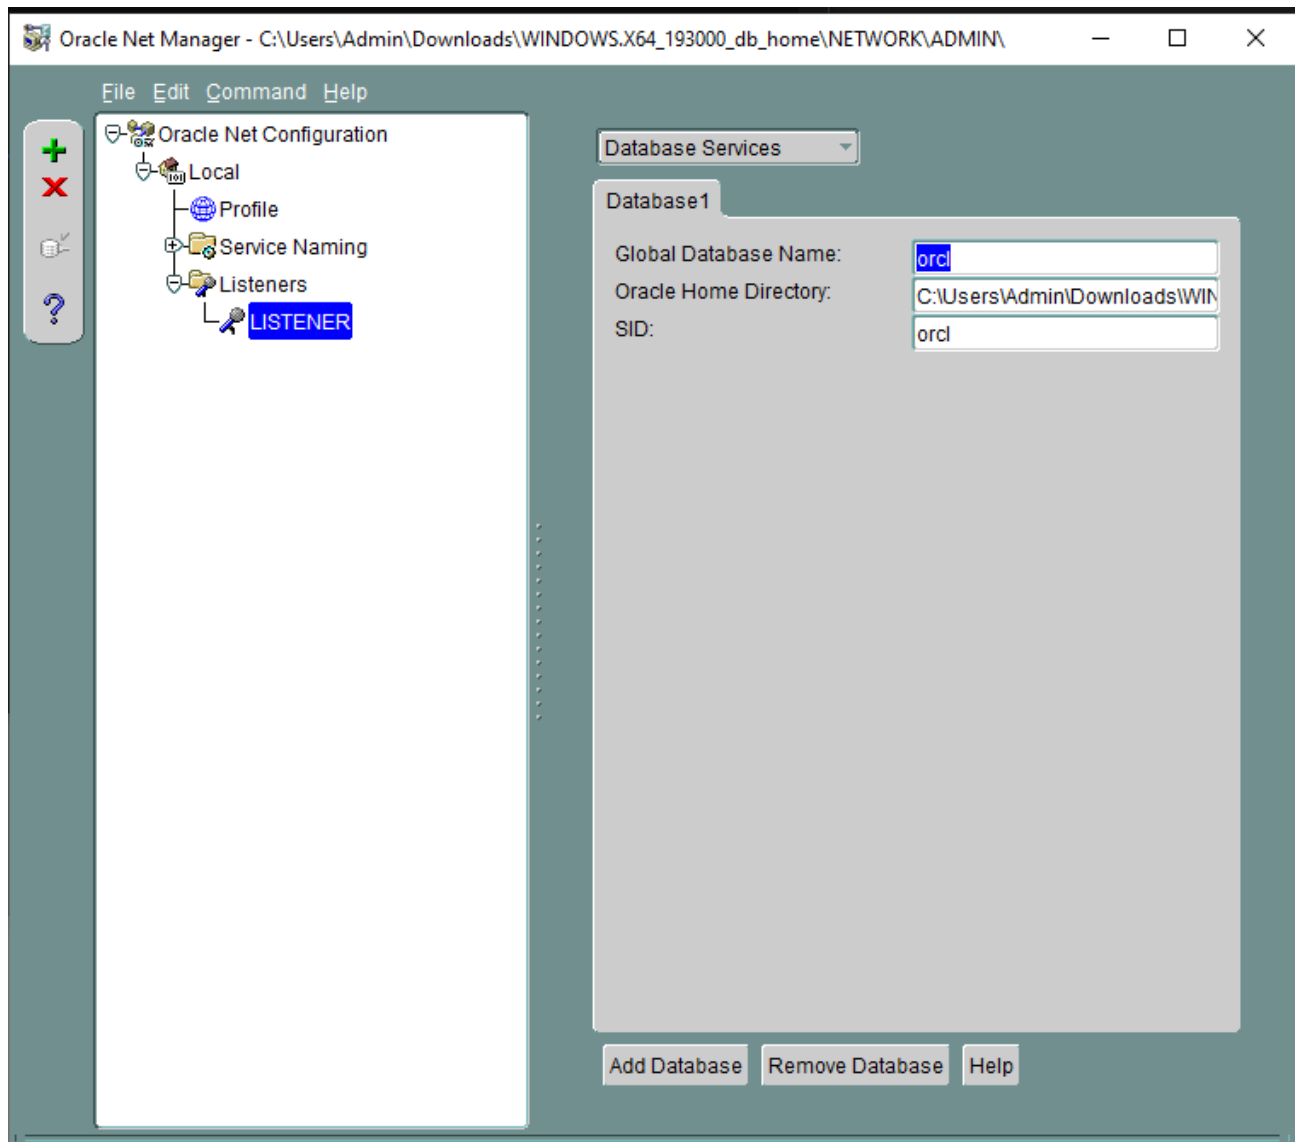 Oracle Net Manager - C:\Users\Admin\Downloads\WINDOWS.X64_193000_db_home\NETWORK\ADMIN\
File Edit Command Help
Oracle Net Configuration
Local
Profile
Service Naming
Listeners
LISTENER
Database Services
Database1
Global Database Name: orcl
Oracle Home Directory: C:\Users\Admin\Downloads\WIN
SID: orcl
Add Database Remove Database Help